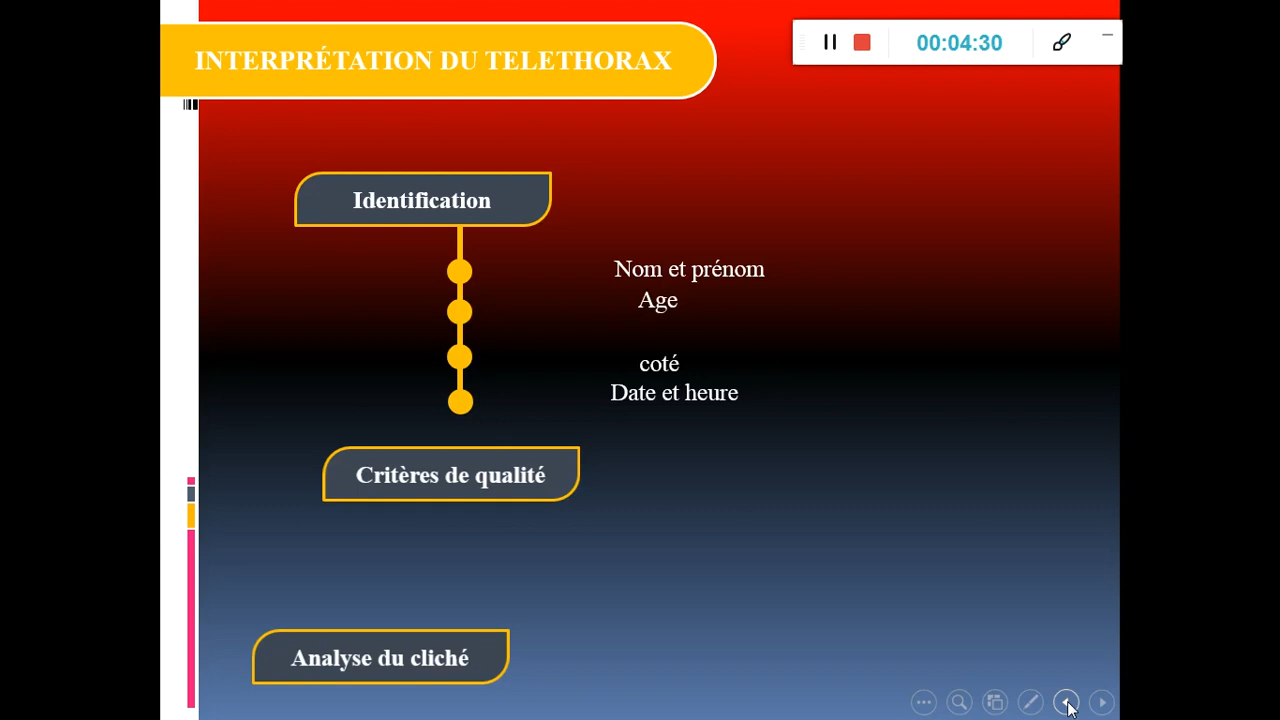 INTERPRÉTATION DU TELETHORAX
00:04:30
Identification
Nom et prénom
Age
coté
Date et heure
Critères de qualité
Analyse du cliché